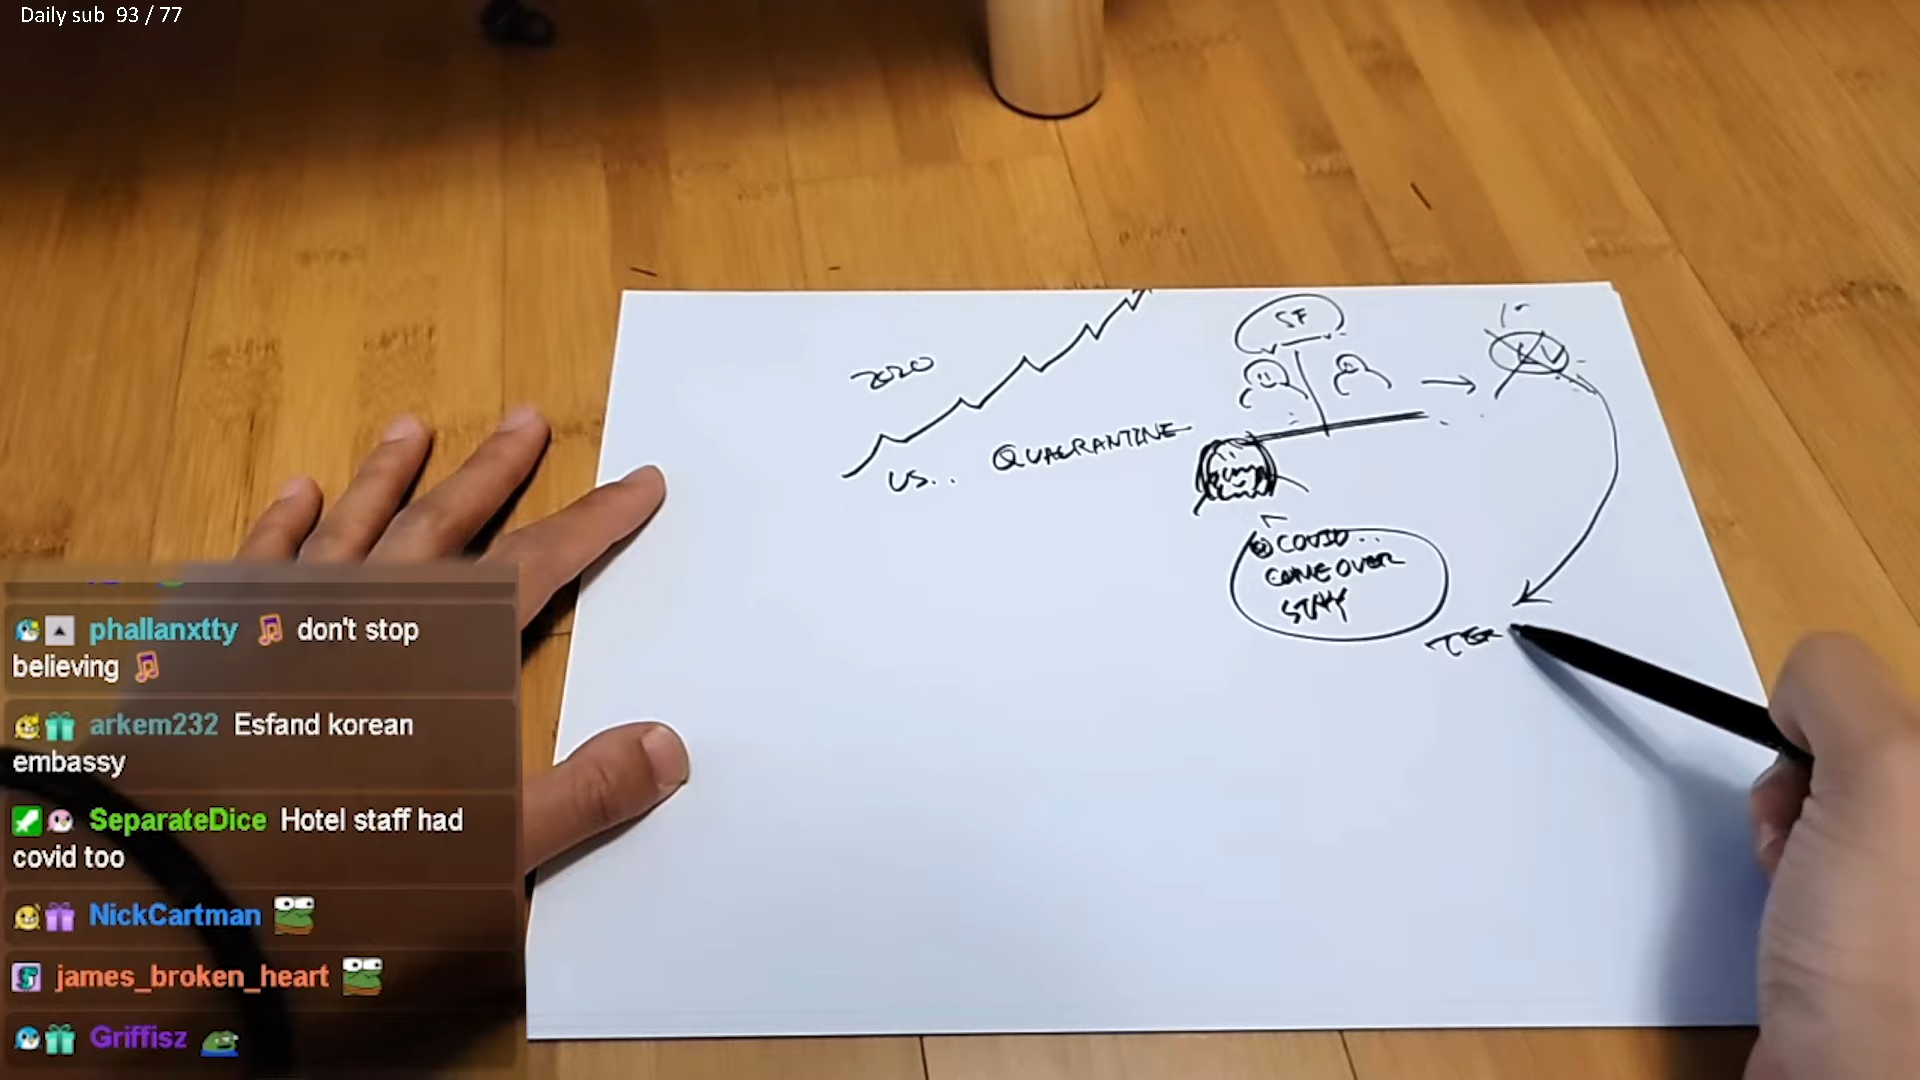 Daily sub 93 / 77
2020
SF
US..
QUARANTINE
COVID..
COME OVER
STAY
TEX
phallanxtty 🎵 don't stop
believing 🎵
arkem232 Esfand korean
embassy
SeparateDice Hotel staff had
covid too
NickCartman
james_broken_heart
Griffisz